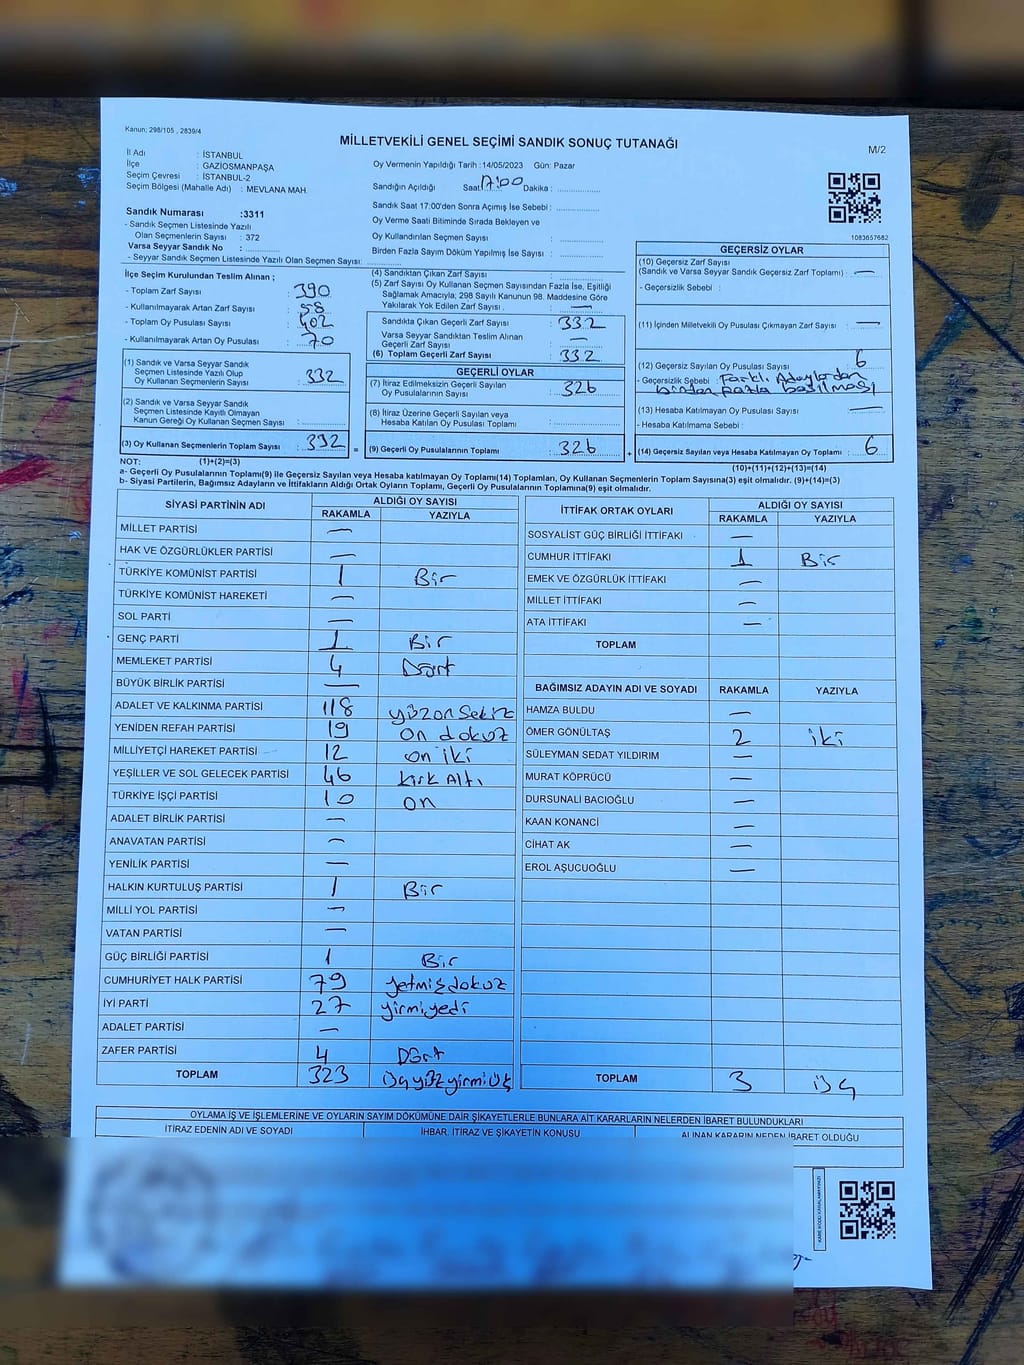 Kanun: 298/105 , 2839/4
MİLLETVEKİLİ GENEL SEÇİMİ SANDIK SONUÇ TUTANAĞI
M/2
İl Adı : İSTANBUL
İlçe : GAZİOSMANPAŞA
Seçim Çevresi : İSTANBUL-2
Seçim Bölgesi (Mahalle Adı) : MEVLANA MAH.
Sandık Numarası :3311
- Sandık Seçmen Listesinde Yazılı
Olan Seçmenlerin Sayısı : 372
Varsa Seyyar Sandık No :
- Seyyar Sandık Seçmen Listesinde Yazılı Olan Seçmen Sayısı:
Oy Vermenin Yapıldığı Tarih :14/05/2023 Gün: Pazar
Sandığın Açıldığı Saat 17:00 Dakika :
Sandık Saat 17:00'den Sonra Açımış İse Sebebi :
Oy Verme Saati Bitiminde Sırada Bekleyen ve
Oy Kullandırılan Seçmen Sayısı :
Birden Fazla Sayım Döküm Yapılmış İse Sayısı :
1083657682
İlçe Seçim Kurulundan Teslim Alınan ;
- Toplam Zarf Sayısı : 390
- Kullanılmayarak Artan Zarf Sayısı : 58
- Toplam Oy Pusulası Sayısı : 402
- Kullanılmayarak Artan Oy Pusulası : 70
(1) Sandık ve Varsa Seyyar Sandık
Seçmen Listesinde Yazılı Olup
Oy Kullanan Seçmenlerin Sayısı : 332
(2) Sandık ve Varsa Seyyar Sandık
Seçmen Listesinde Kayıtlı Olmayan
Kanun Gereği Oy Kullanan Seçmen Sayısı :
(3) Oy Kullanan Seçmenlerin Toplam Sayısı : 332
(4) Sandıktan Çıkan Zarf Sayısı :
(5) Zarf Sayısı Oy Kullanan Seçmen Sayısından Fazla İse, Eşitliği
Sağlamak Amacıyla; 298 Sayılı Kanunun 98. Maddesine Göre
Yakılarak Yok Edilen Zarf Sayısı : —
Sandıkta Çıkan Geçerli Zarf Sayısı : 332
Varsa Seyyar Sandıktan Teslim Alınan
Geçerli Zarf Sayısı : —
(6) Toplam Geçerli Zarf Sayısı : 332
GEÇERLİ OYLAR
(7) İtiraz Edilmeksizin Geçerli Sayılan
Oy Pusulalarının Sayısı : 326
(8) İtiraz Üzerine Geçerli Sayılan veya
Hesaba Katılan Oy Pusulası Toplamı :
(9) Geçerli Oy Pusulalarının Toplamı : 326
GEÇERSİZ OYLAR
(10) Geçersiz Zarf Sayısı
(Sandık ve Varsa Seyyar Sandık Geçersiz Zarf Toplamı) : —
- Geçersizlik Sebebi :
(11) İçinden Milletvekili Oy Pusulası Çıkmayan Zarf Sayısı : —
(12) Geçersiz Sayılan Oy Pusulası Sayısı : 6
- Geçersizlik Sebebi : Farklı Adaylardan
birden fazla basılması
(13) Hesaba Katılmayan Oy Pusulası Sayısı : —
- Hesaba Katılmama Sebebi :
(14) Geçersiz Sayılan veya Hesaba Katılmayan Oy Toplamı : 6
NOT: (1)+(2)=(3)
(10)+(11)+(12)+(13)=(14)
a- Geçerli Oy Pusulalarının Toplamı(9) ile Geçersiz Sayılan veya Hesaba katılmayan Oy Toplamı(14) Toplamları, Oy Kullanan Seçmenlerin Toplam Sayısına(3) eşit olmalıdır. (9)+(14)=(3)
b- Siyasi Partilerin, Bağımsız Adayların ve İttifakların Aldığı Ortak Oyların Toplamı, Geçerli Oy Pusulalarının Toplamına(9) eşit olmalıdır.
SİYASİ PARTİNİN ADI ALDIĞI OY SAYISI
RAKAMLA YAZIYLA
MİLLET PARTİSİ —
HAK VE ÖZGÜRLÜKLER PARTİSİ —
TÜRKİYE KOMÜNİST PARTİSİ 1 Bir
TÜRKİYE KOMÜNİST HAREKETİ —
SOL PARTİ —
GENÇ PARTİ 1 Bir
MEMLEKET PARTİSİ 4 Dört
BÜYÜK BİRLİK PARTİSİ —
ADALET VE KALKINMA PARTİSİ 118 yüzonsekiz
YENİDEN REFAH PARTİSİ 19 on dokuz
MİLLİYETÇİ HAREKET PARTİSİ 12 on iki
YEŞİLLER VE SOL GELECEK PARTİSİ 46 kırk Altı
TÜRKİYE İŞÇİ PARTİSİ 10 on
ADALET BİRLİK PARTİSİ —
ANAVATAN PARTİSİ —
YENİLİK PARTİSİ —
HALKIN KURTULUŞ PARTİSİ 1 Bir
MİLLİ YOL PARTİSİ —
VATAN PARTİSİ —
GÜÇ BİRLİĞİ PARTİSİ 1 Bir
CUMHURİYET HALK PARTİSİ 79 yetmişdokuz
İYİ PARTİ 27 yirmiyedi
ADALET PARTİSİ —
ZAFER PARTİSİ 4 Dört
TOPLAM 323 üçyüzyirmiüç
İTTİFAK ORTAK OYLARI ALDIĞI OY SAYISI
RAKAMLA YAZIYLA
SOSYALİST GÜÇ BİRLİĞİ İTTİFAKI —
CUMHUR İTTİFAKI 1 Bir
EMEK VE ÖZGÜRLÜK İTTİFAKI —
MİLLET İTTİFAKI —
ATA İTTİFAKI —
TOPLAM
BAĞIMSIZ ADAYIN ADI VE SOYADI RAKAMLA YAZIYLA
HAMZA BULDU —
ÖMER GÖNÜLTAŞ 2 iki
SÜLEYMAN SEDAT YILDIRIM —
MURAT KÖPRÜCÜ —
DURSUNALİ BACIOĞLU —
KAAN KONANCİ —
CİHAT AK —
EROL AŞUCUOĞLU —
TOPLAM 3 üç
OYLAMA İŞ VE İŞLEMLERİNE VE OYLARIN SAYIM DÖKÜMÜNE DAİR ŞİKAYETLERLE BUNLARA AİT KARARLARIN NELERDEN İBARET BULUNDUKLARI
İTİRAZ EDENİN ADI VE SOYADI İHBAR, İTİRAZ VE ŞİKAYETİN KONUSU ALINAN KARARIN NEDEN İBARET OLDUĞU